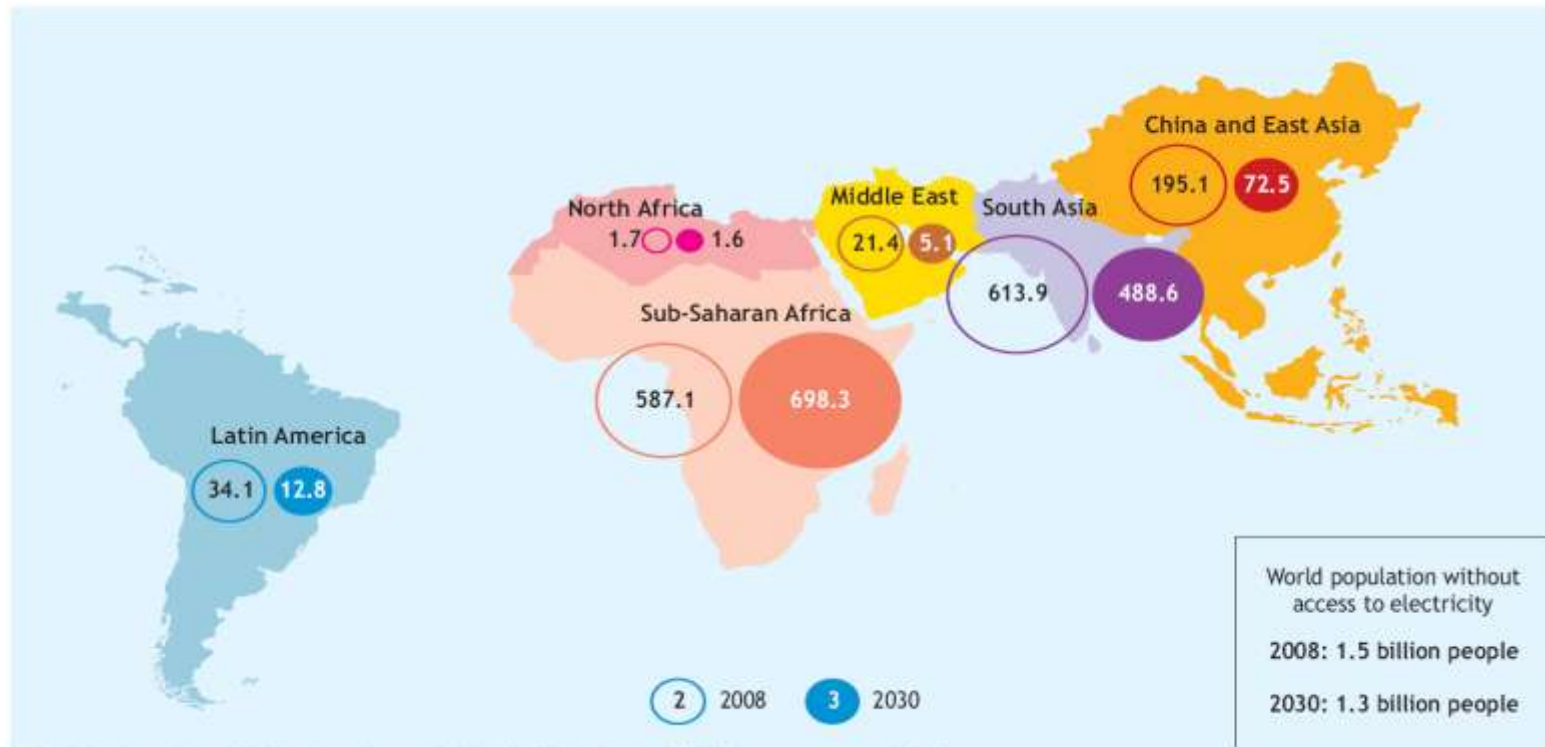 China and East Asia
195.1 72.5
North Africa
1.7 1.6
Middle East
21.4 5.1
South Asia
613.9 488.6
Sub-Saharan Africa
587.1 698.3
Latin America
34.1 12.8
World population without
access to electricity
2008: 1.5 billion people
2030: 1.3 billion people
2 2008 3 2030